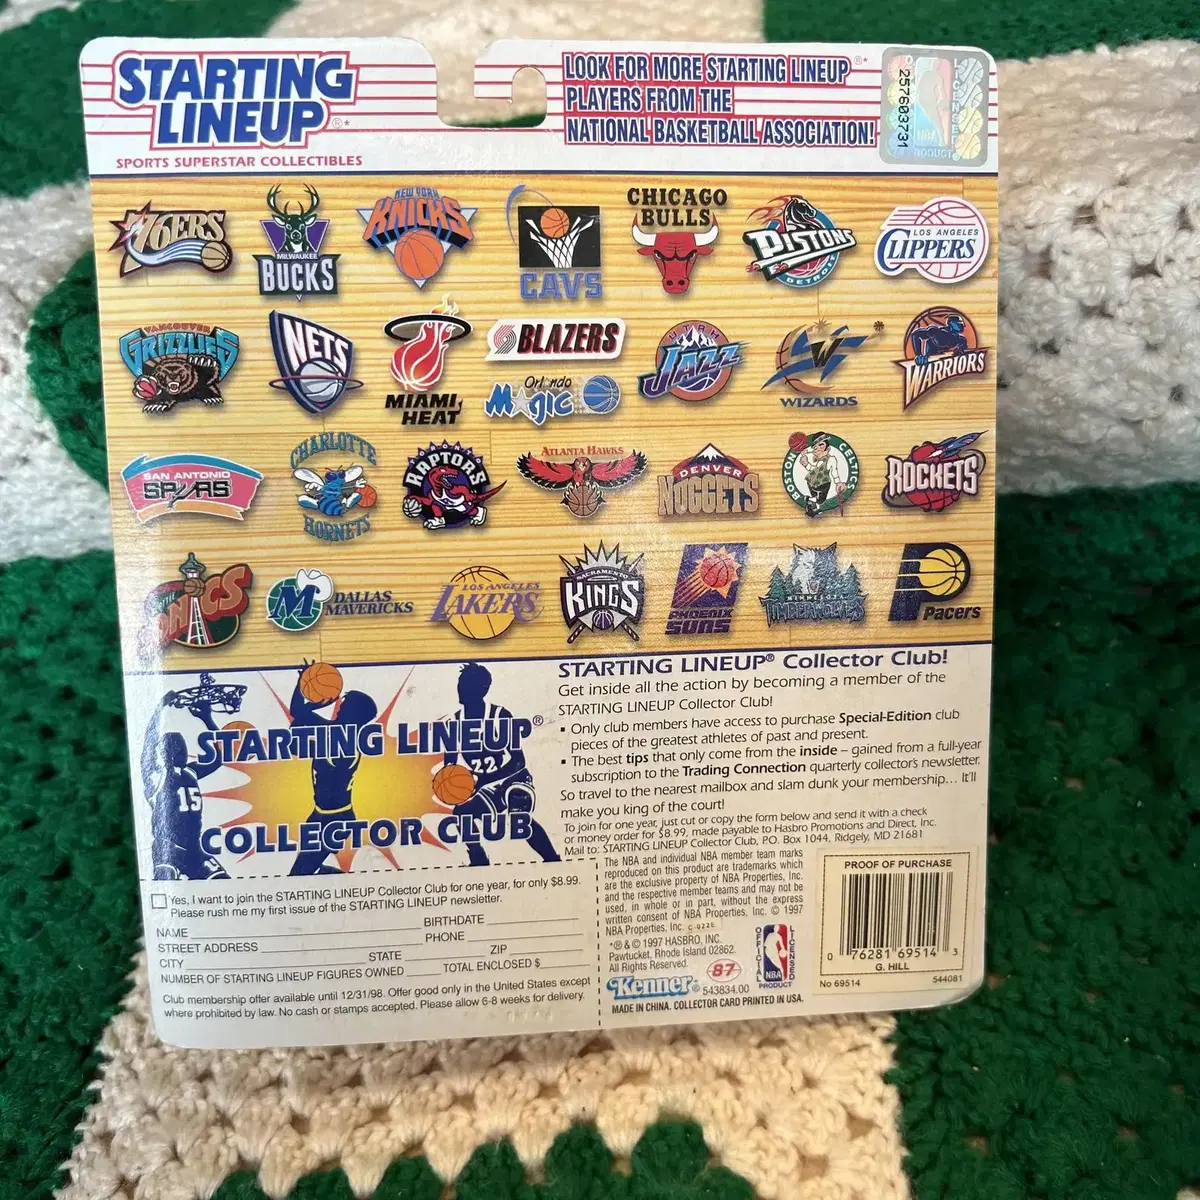 STARTING
LINEUP®*
SPORTS SUPERSTAR COLLECTIBLES
LOOK FOR MORE STARTING LINEUP®*
PLAYERS FROM THE
NATIONAL BASKETBALL ASSOCIATION!
257603731
NBA
LICENSED
PRODUCT
76ERS
MILWAUKEE
BUCKS
NEW YORK
KNICKS
CAVS
CHICAGO
BULLS
PISTONS
DETROIT
LOS ANGELES
CLIPPERS
VANCOUVER
GRIZZLIES
NETS
MIAMI
HEAT
BLAZERS
Orlando
Magic
UTAH
JAZZ
W
WIZARDS
WARRIORS
SAN ANTONIO
SPURS
CHARLOTTE
HORNETS
TORONTO
RAPTORS
ATLANTA HAWKS
DENVER
NUGGETS
BOSTON
CELTICS
ROCKETS
SONICS
M
DALLAS
MAVERICKS
LOS ANGELES
LAKERS
SACRAMENTO
KINGS
PHOENIX
SUNS
MINNESOTA
TIMBERWOLVES
Pacers
STARTING LINEUP®
22
15
COLLECTOR CLUB
STARTING LINEUP® Collector Club!
Get inside all the action by becoming a member of the
STARTING LINEUP Collector Club!
▪ Only club members have access to purchase Special-Edition club
pieces of the greatest athletes of past and present.
▪ The best tips that only come from the inside – gained from a full-year
subscription to the Trading Connection quarterly collector's newsletter.
So travel to the nearest mailbox and slam dunk your membership... It'll
make you king of the court!
To join for one year, just cut or copy the form below and send it with a check
or money order for $8.99, made payable to Hasbro Promotions and Direct, Inc.
Mail to: STARTING LINEUP Collector Club, P.O. Box 1044, Ridgely, MD 21681
Yes, I want to join the STARTING LINEUP Collector Club for one year, for only $8.99.
Please rush me my first issue of the STARTING LINEUP newsletter.
NAME BIRTHDATE
STREET ADDRESS PHONE
CITY STATE ZIP
NUMBER OF STARTING LINEUP FIGURES OWNED TOTAL ENCLOSED $
Club membership offer available until 12/31/98. Offer good only in the United States except
where prohibited by law. No cash or stamps accepted. Please allow 6-8 weeks for delivery.
The NBA and individual NBA member team marks
reproduced on this product are trademarks which
are the exclusive property of NBA Properties, Inc.
and the respective member teams and may not be
used, in whole or in part, without the express
written consent of NBA Properties, Inc. © 1997
NBA Properties, Inc. C-022E
*® & © 1997 HASBRO, INC.
Pawtucket, Rhode Island 02862.
All Rights Reserved.
Kenner®
87
543834.00
MADE IN CHINA. COLLECTOR CARD PRINTED IN USA.
OFFICIAL
LICENSED
NBA
PRODUCT
PROOF OF PURCHASE
0 76281 69514 3
G. HILL
No 69514
544081